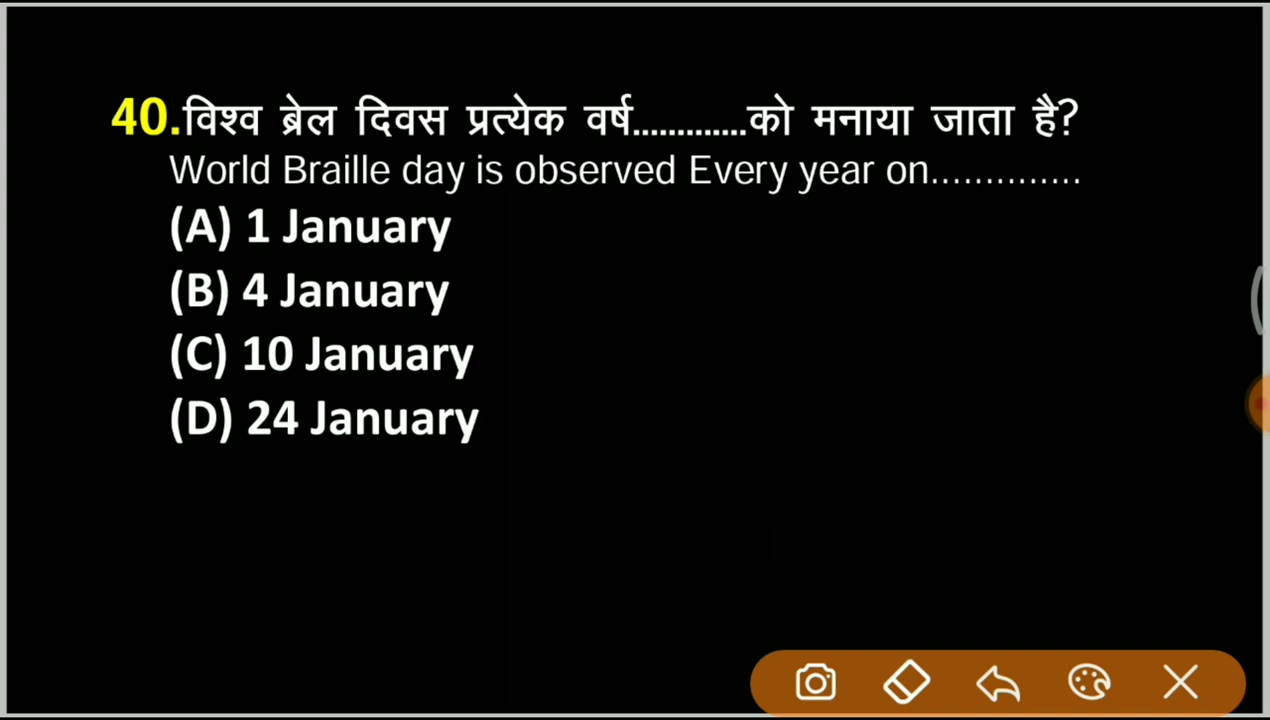 40.विश्व ब्रेल दिवस प्रत्येक वर्ष.............को मनाया जाता है?
World Braille day is observed Every year on..............
(A) 1 January
(B) 4 January
(C) 10 January
(D) 24 January